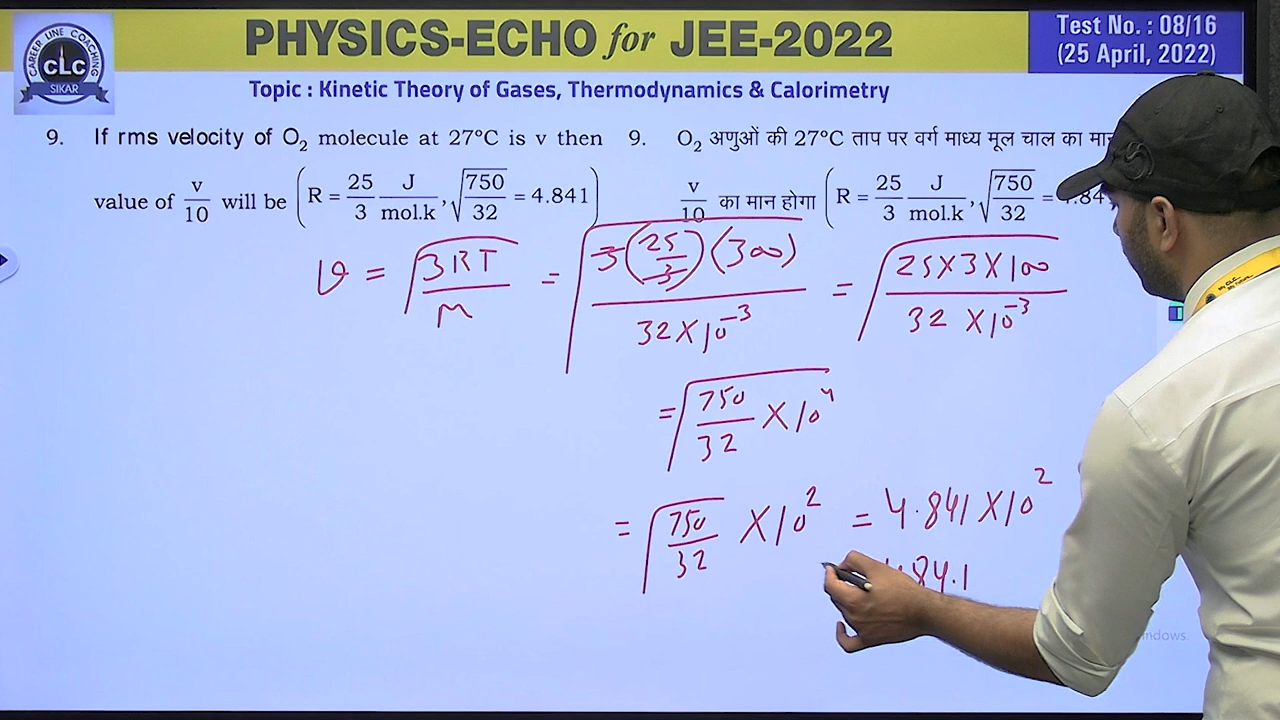 PHYSICS-ECHO for JEE-2022
Test No. : 08/16
(25 April, 2022)
CAREER LINE COACHING
CLC
SIKAR
Topic : Kinetic Theory of Gases, Thermodynamics & Calorimetry
9. If rms velocity of O₂ molecule at 27°C is v then
value of v/10 will be (R = 25/3 J/mol.k, √(750/32) = 4.841)
9. O₂ अणुओं की 27°C ताप पर वर्ग माध्य मूल चाल का
v/10 का मान होगा (R = 25/3 J/mol.k, √(750/32) =
v = √(3RT/M) = √(3(25/3)(300)/32×10⁻³) = √(25×3×100/32×10⁻³)
= √(750/32 × 10⁴)
= √(750/32) × 10² = 4.841 × 10²
84.1